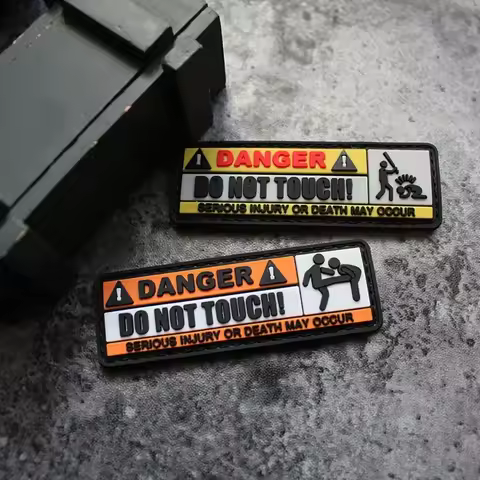 DANGER
DO NOT TOUCH!
SERIOUS INJURY OR DEATH MAY OCCUR
DANGER
DO NOT TOUCH!
SERIOUS INJURY OR DEATH MAY OCCUR